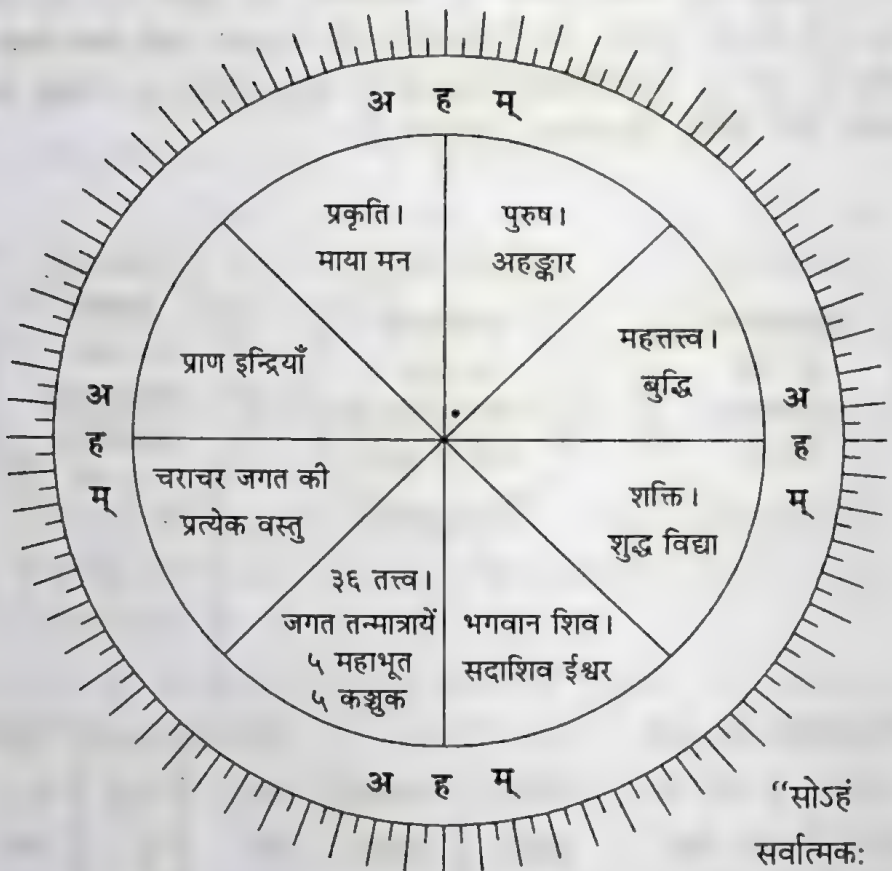 अ ह म्
प्रकृति।
माया मन
पुरुष।
अहङ्कार
महत्तत्त्व।
बुद्धि
प्राण इन्द्रियाँ
अ
ह
म्
अ
ह
म्
चराचर जगत की
प्रत्येक वस्तु
शक्ति।
शुद्ध विद्या
३६ तत्त्व।
जगत तन्मात्रायें
५ महाभूत
५ कञ्चुक
भगवान शिव।
सदाशिव ईश्वर
अ ह म्
“सोऽहं
सर्वात्मक: